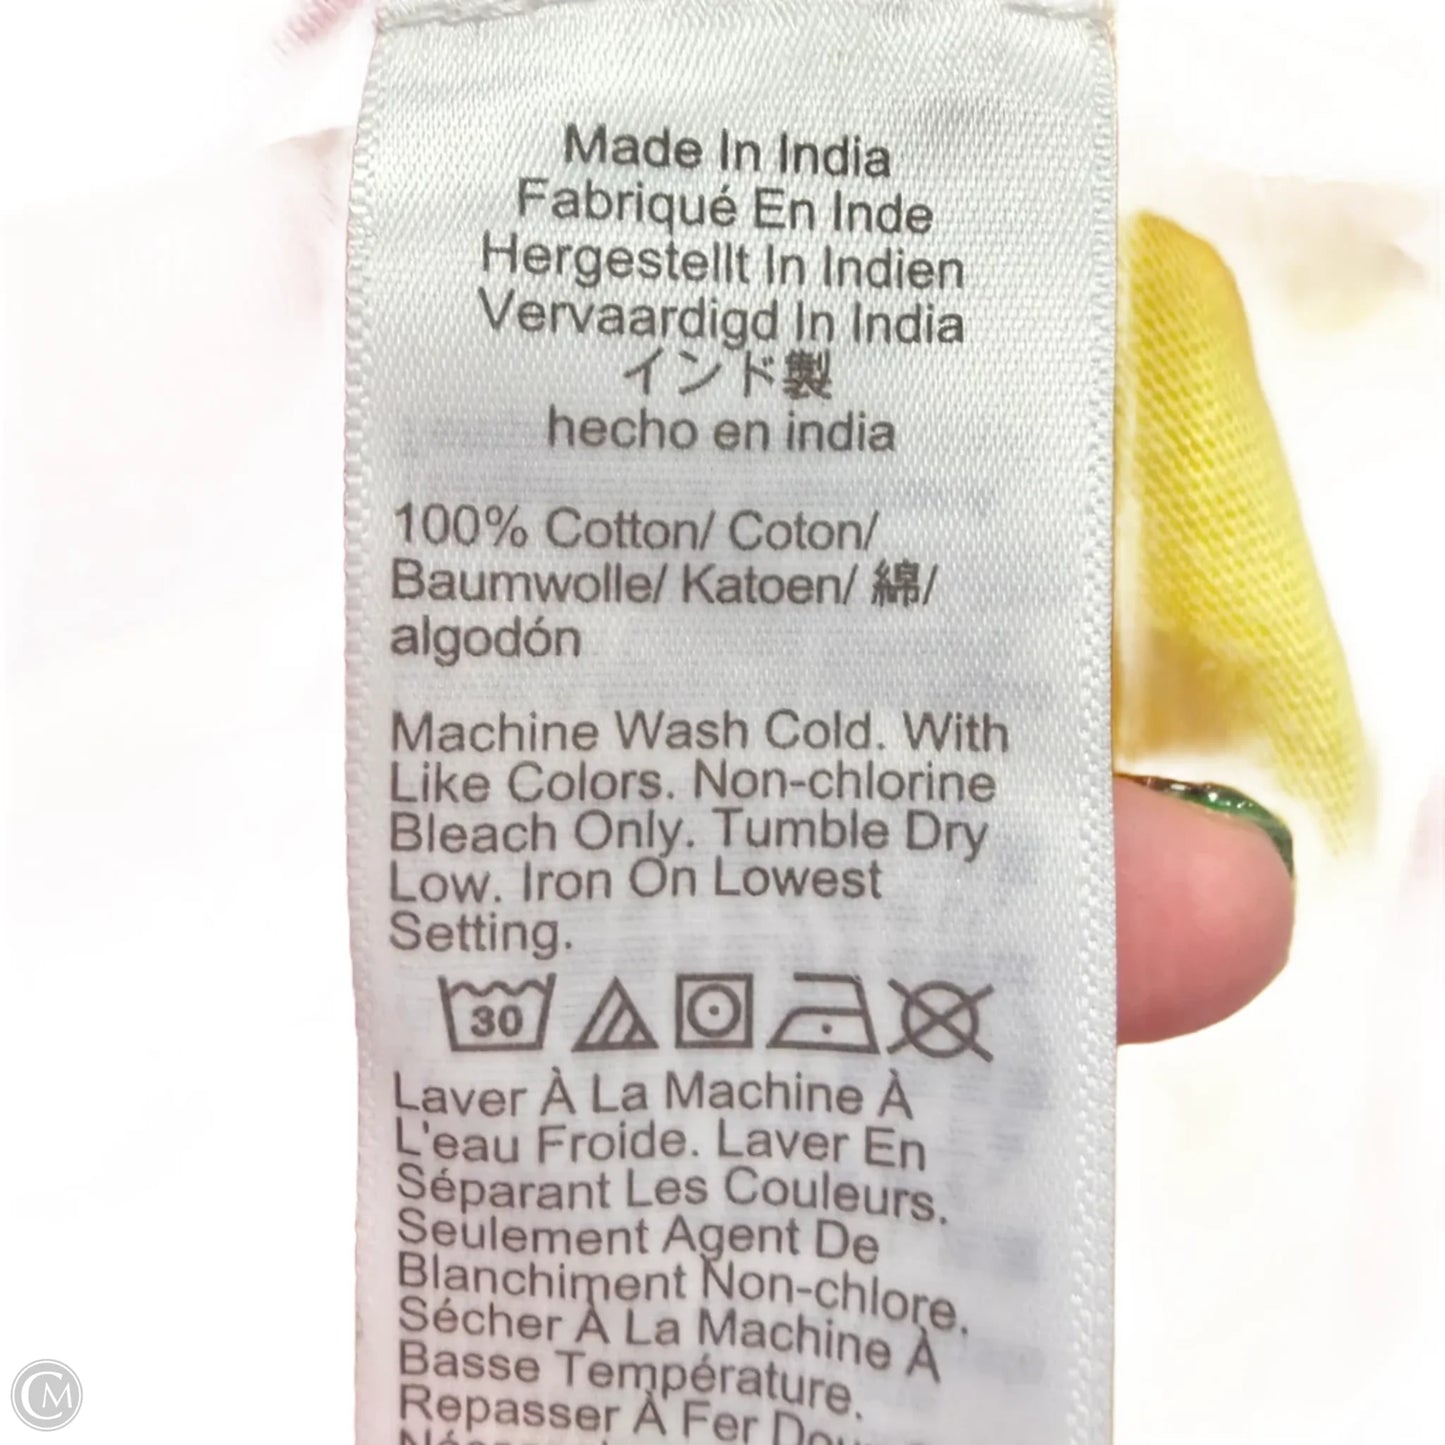 Made In India
Fabriqué En Inde
Hergestellt In Indien
Vervaardigd In India
インド製
hecho en india
100% Cotton/ Coton/
Baumwolle/ Katoen/ 綿/
algodón
Machine Wash Cold. With
Like Colors. Non-chlorine
Bleach Only. Tumble Dry
Low. Iron On Lowest
Setting.
30
Laver À La Machine À
L'eau Froide. Laver En
Séparant Les Couleurs.
Seulement Agent De
Blanchiment Non-chlore.
Sécher À La Machine À
Basse Température.
Repasser À Fer
CM